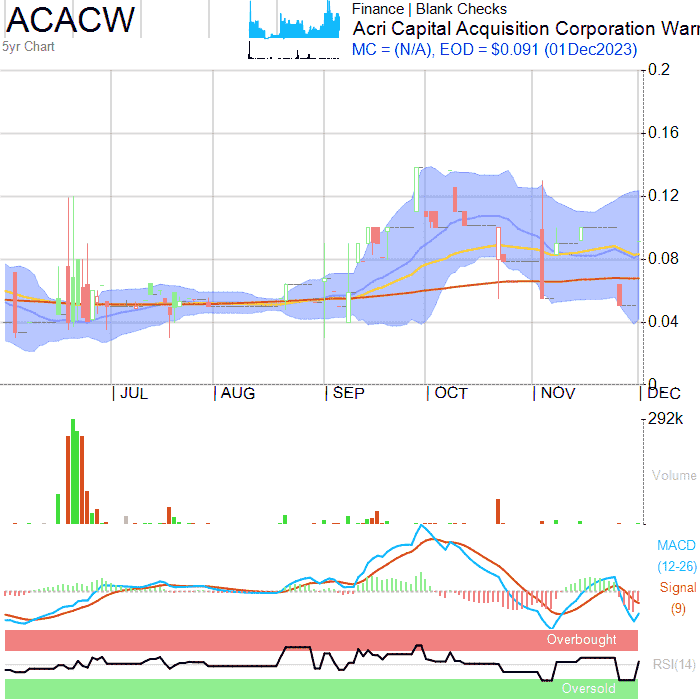 ACACW
5yr Chart
Finance | Blank Checks
Acri Capital Acquisition Corporation Warr
MC = (N/A), EOD = $0.091 (01Dec2023)
0.2
0.16
0.12
0.08
0.04
0
JUL AUG SEP OCT NOV DEC
292k
Volume
MACD
(12-26)
Signal
(9)
Overbought
RSI(14)
Oversold